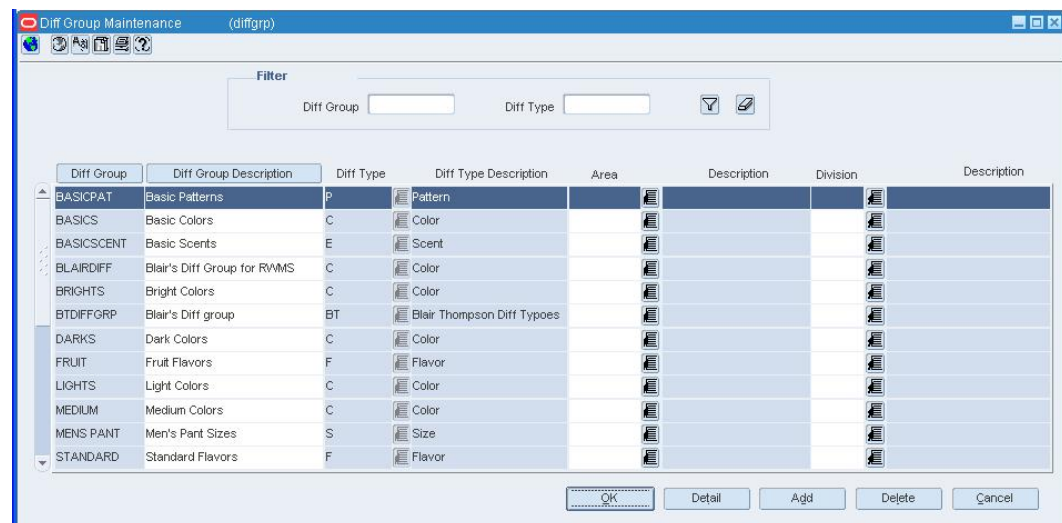 Diff Group Maintenance (diffgrp)
Filter
Diff Group Diff Type
Diff Group Diff Group Description Diff Type Diff Type Description Area Description Division Description
BASICPAT Basic Patterns P Pattern
BASICS Basic Colors C Color
BASICSCENT Basic Scents E Scent
BLAIRDIFF Blair's Diff Group for RWMS C Color
BRIGHTS Bright Colors C Color
BTDIFFGRP Blair's Diff group BT Blair Thompson Diff Typoes
DARKS Dark Colors C Color
FRUIT Fruit Flavors F Flavor
LIGHTS Light Colors C Color
MEDIUM Medium Colors C Color
MENS PANT Men's Pant Sizes S Size
STANDARD Standard Flavors F Flavor
OK Detail Add Delete Cancel